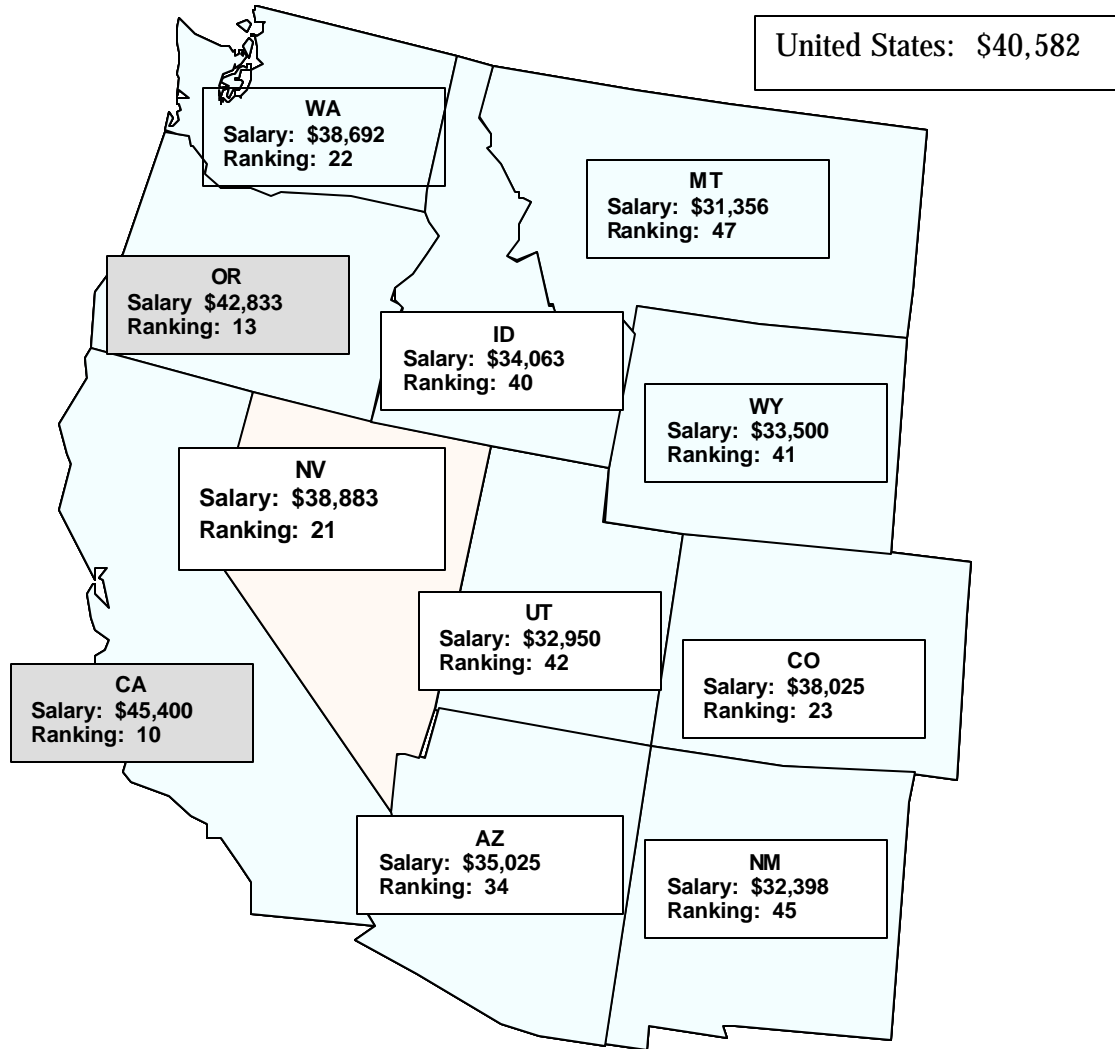 United States: $40,582
WA
Salary: $38,692
Ranking: 22
MT
Salary: $31,356
Ranking: 47
OR
Salary $42,833
Ranking: 13
ID
Salary: $34,063
Ranking: 40
WY
Salary: $33,500
Ranking: 41
NV
Salary: $38,883
Ranking: 21
UT
Salary: $32,950
Ranking: 42
CO
Salary: $38,025
Ranking: 23
CA
Salary: $45,400
Ranking: 10
AZ
Salary: $35,025
Ranking: 34
NM
Salary: $32,398
Ranking: 45